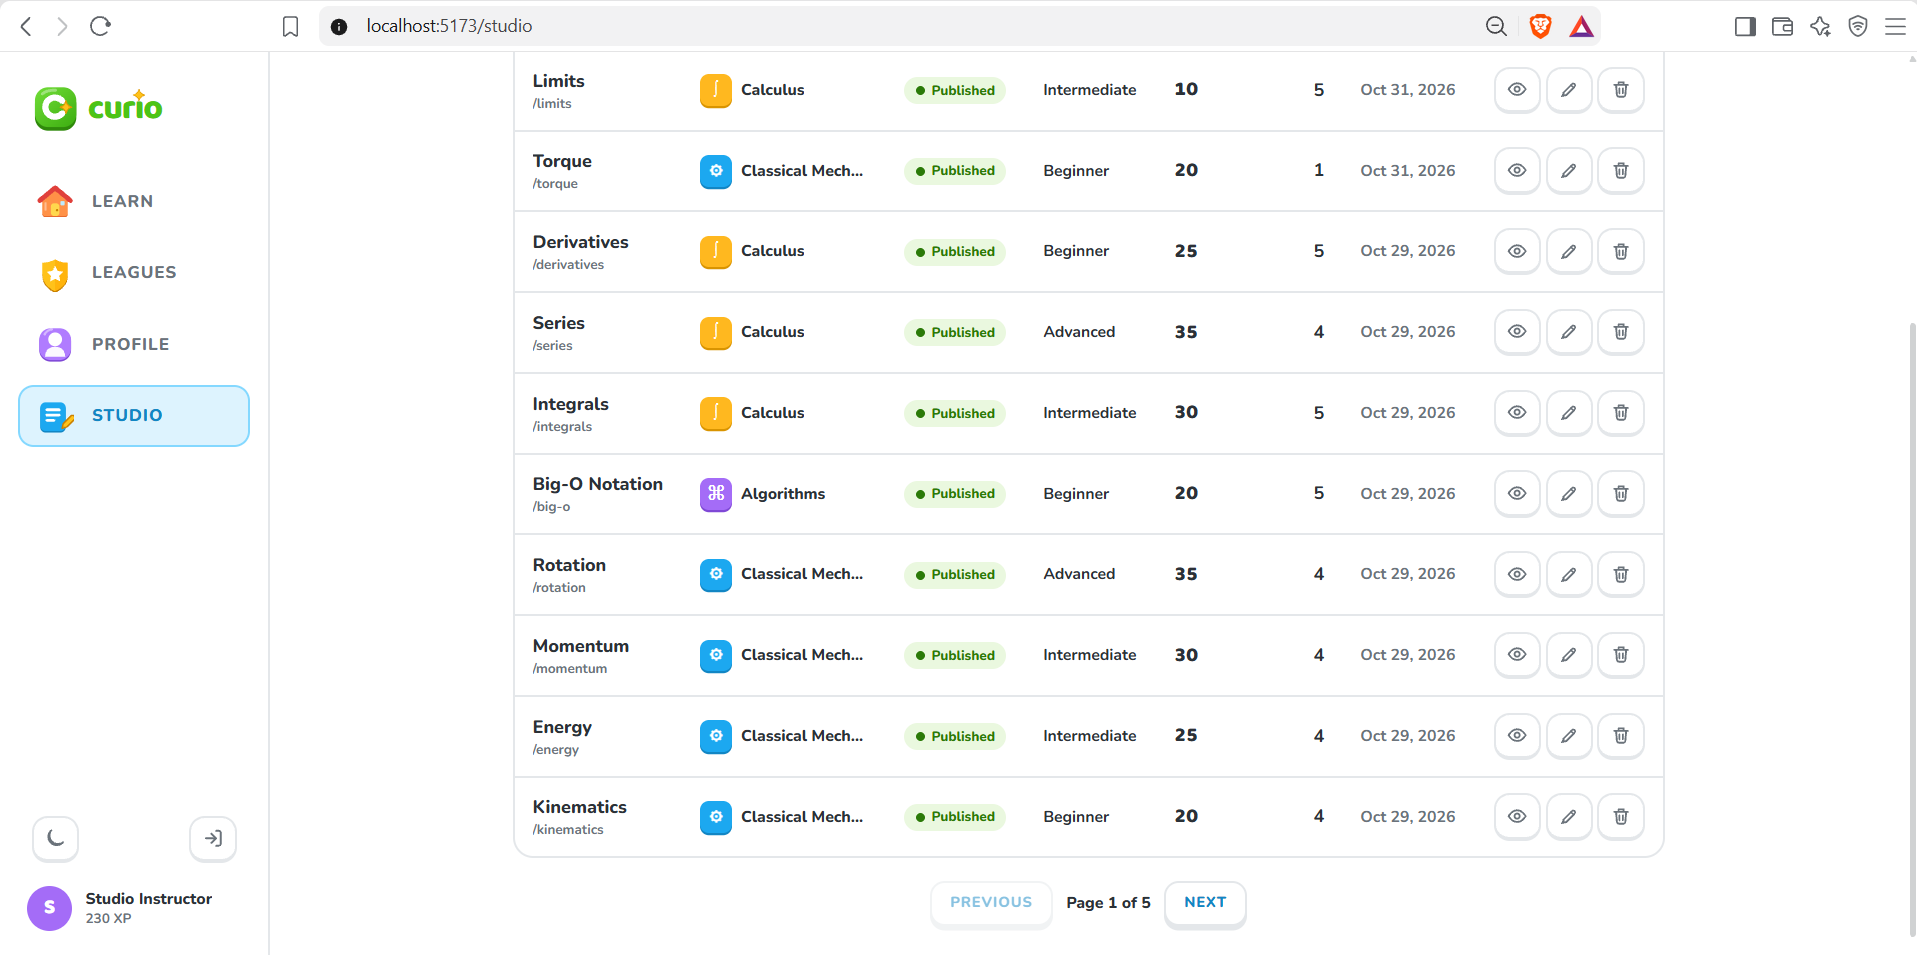 localhost:5173/studio
curio
LEARN
LEAGUES
PROFILE
STUDIO
Studio Instructor
230 XP
S
Limits
/limits
∫ Calculus Published Intermediate 10 5 Oct 31, 2026
Torque
/torque
Classical Mech... Published Beginner 20 1 Oct 31, 2026
Derivatives
/derivatives
∫ Calculus Published Beginner 25 5 Oct 29, 2026
Series
/series
∫ Calculus Published Advanced 35 4 Oct 29, 2026
Integrals
/integrals
∫ Calculus Published Intermediate 30 5 Oct 29, 2026
Big-O Notation
/big-o
⌘ Algorithms Published Beginner 20 5 Oct 29, 2026
Rotation
/rotation
Classical Mech... Published Advanced 35 4 Oct 29, 2026
Momentum
/momentum
Classical Mech... Published Intermediate 30 4 Oct 29, 2026
Energy
/energy
Classical Mech... Published Intermediate 25 4 Oct 29, 2026
Kinematics
/kinematics
Classical Mech... Published Beginner 20 4 Oct 29, 2026
PREVIOUS Page 1 of 5 NEXT